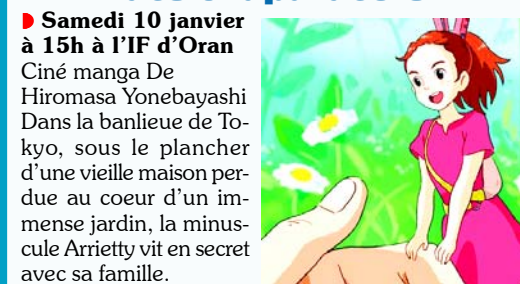 Samedi 10 janvier
à 15h à l'IF d'Oran
Ciné manga De
Hiromasa Yonebayashi
Dans la banlieue de To-
kyo, sous le plancher
d'une vieille maison per-
due au coeur d'un im-
mense jardin, la minus-
cule Arrietty vit en secret
avec sa famille.